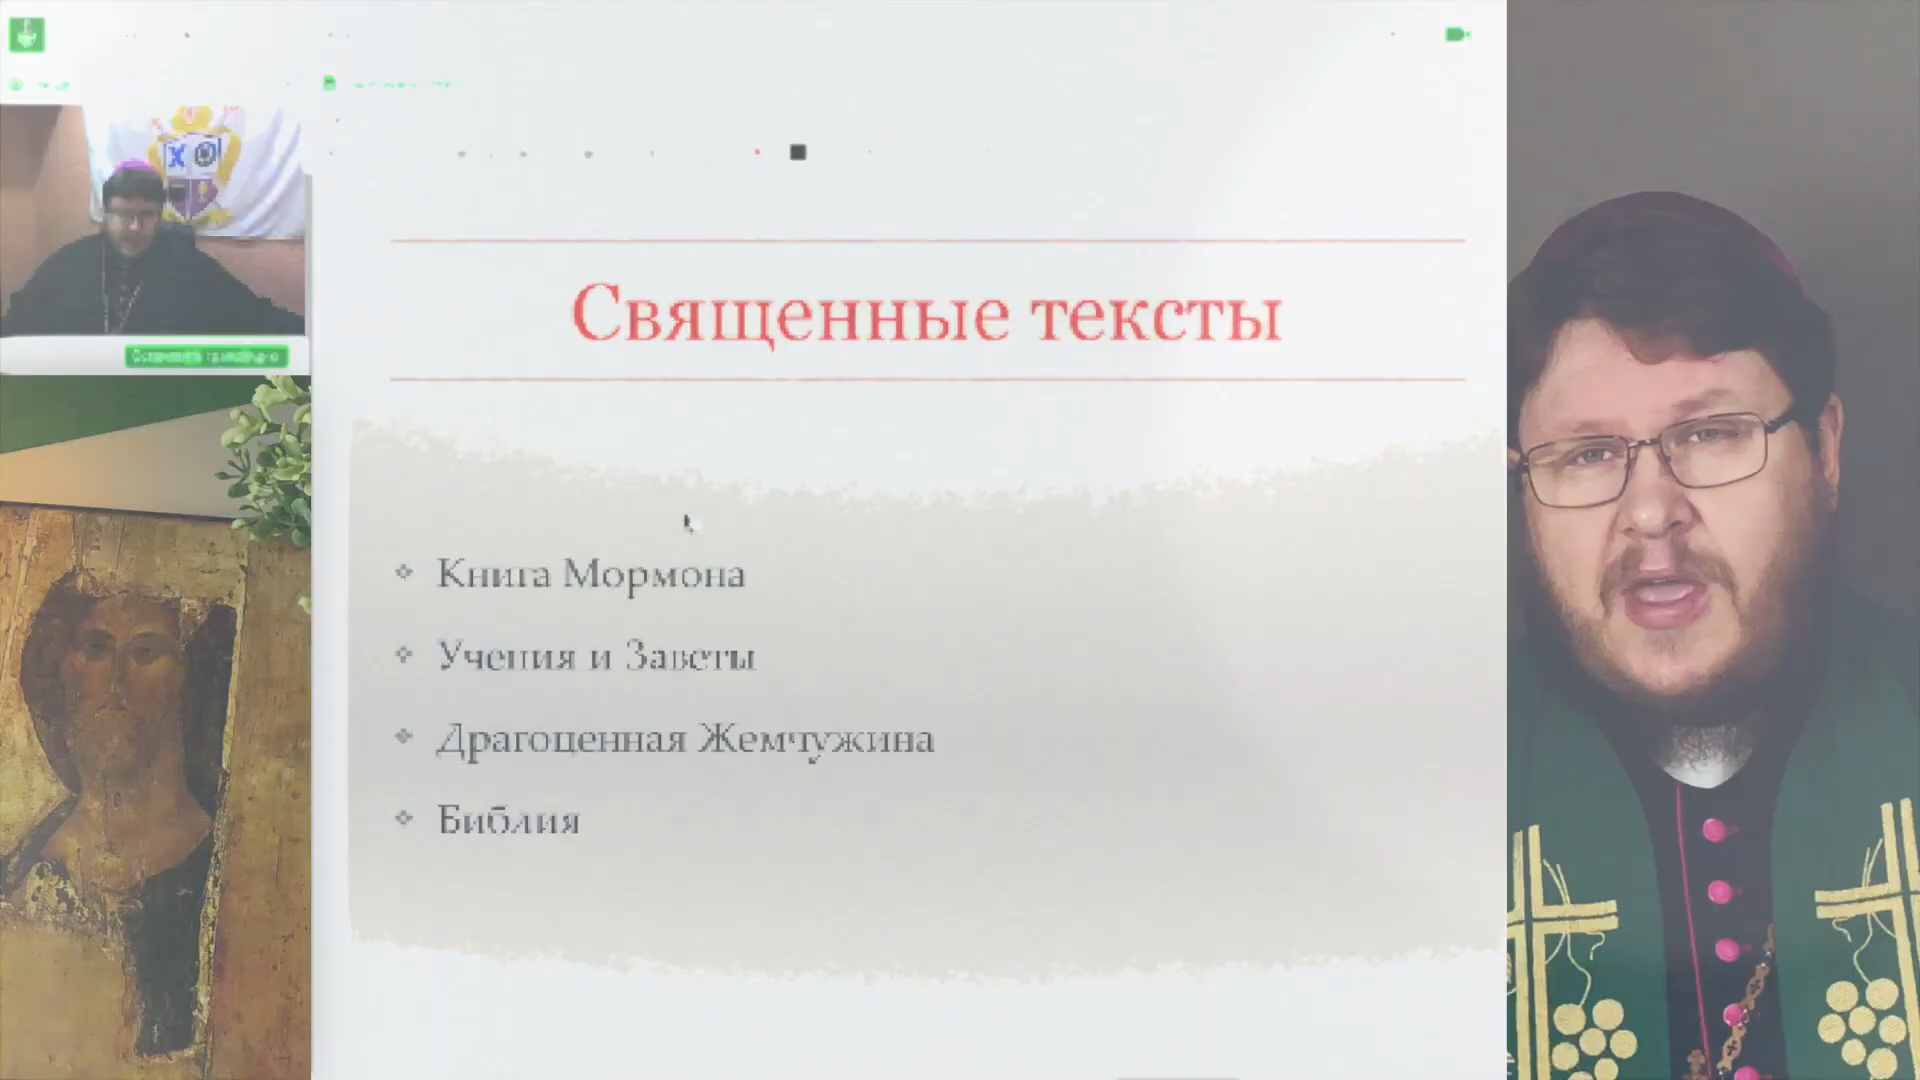 Священные тексты
Книга Мормона
Учения и Заветы
Драгоценная Жемчужина
Библия